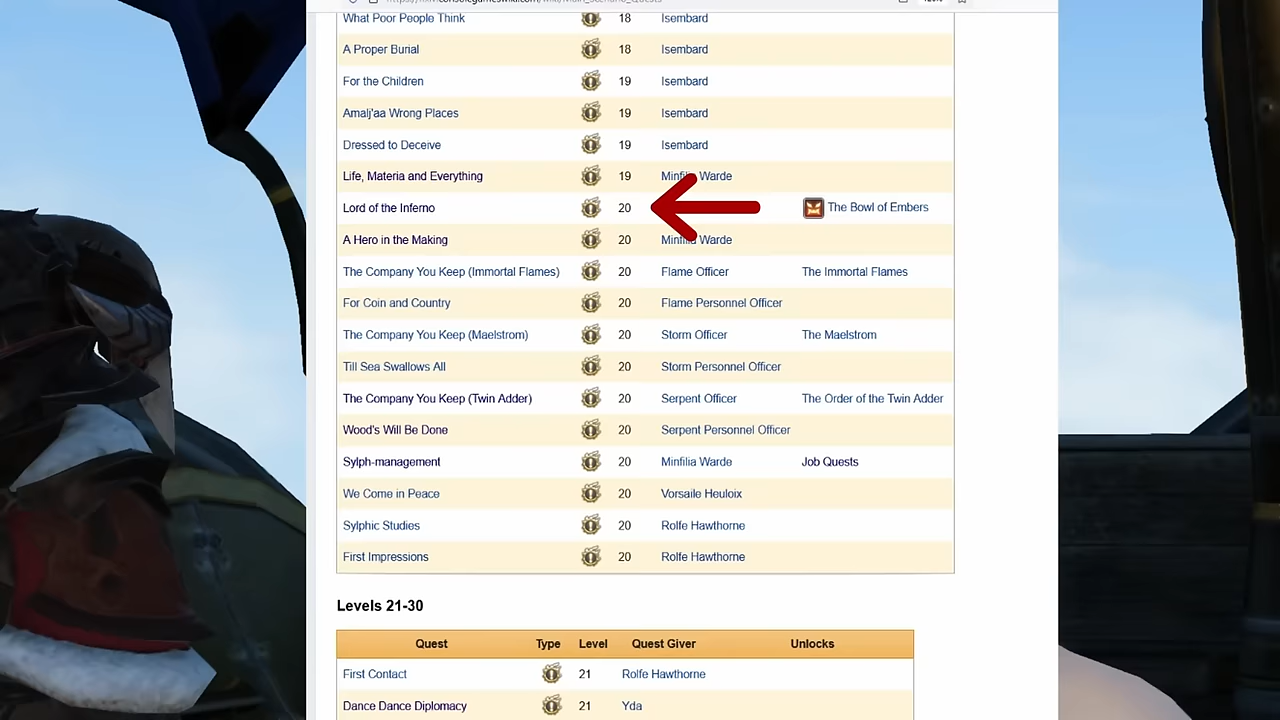 What Poor People Think 18 Isembard
A Proper Burial 18 Isembard
For the Children 19 Isembard
Amalj'aa Wrong Places 19 Isembard
Dressed to Deceive 19 Isembard
Life, Materia and Everything 19 Minfilia Warde
Lord of the Inferno 20 The Bowl of Embers
A Hero in the Making 20 Minfilia Warde
The Company You Keep (Immortal Flames) 20 Flame Officer The Immortal Flames
For Coin and Country 20 Flame Personnel Officer
The Company You Keep (Maelstrom) 20 Storm Officer The Maelstrom
Till Sea Swallows All 20 Storm Personnel Officer
The Company You Keep (Twin Adder) 20 Serpent Officer The Order of the Twin Adder
Wood's Will Be Done 20 Serpent Personnel Officer
Sylph-management 20 Minfilia Warde Job Quests
We Come in Peace 20 Vorsaile Heuloix
Sylphic Studies 20 Rolfe Hawthorne
First Impressions 20 Rolfe Hawthorne
Levels 21-30
Quest Type Level Quest Giver Unlocks
First Contact 21 Rolfe Hawthorne
Dance Dance Diplomacy 21 Yda